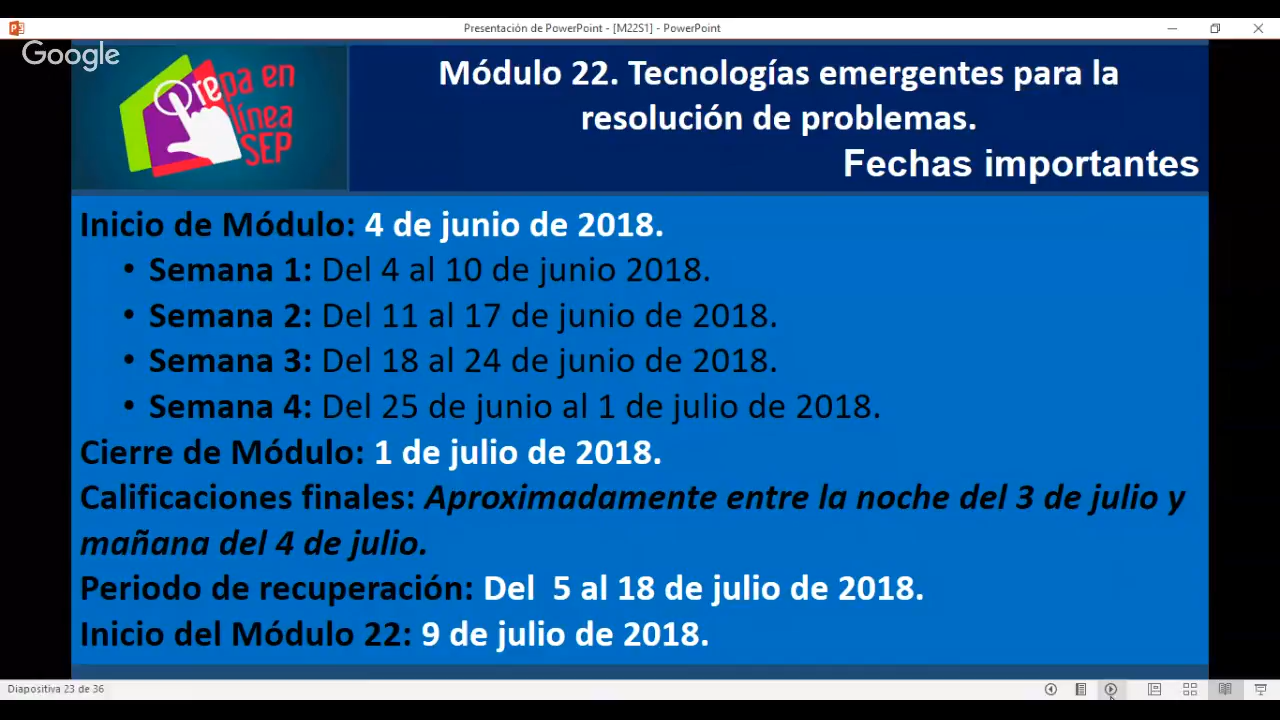 Presentación de PowerPoint - [M22S1] - PowerPoint
Google
Prepa en
línea
SEP
Módulo 22. Tecnologías emergentes para la
resolución de problemas.
Fechas importantes
Inicio de Módulo: 4 de junio de 2018.
• Semana 1: Del 4 al 10 de junio 2018.
• Semana 2: Del 11 al 17 de junio de 2018.
• Semana 3: Del 18 al 24 de junio de 2018.
• Semana 4: Del 25 de junio al 1 de julio de 2018.
Cierre de Módulo: 1 de julio de 2018.
Calificaciones finales: Aproximadamente entre la noche del 3 de julio y
mañana del 4 de julio.
Periodo de recuperación: Del  5 al 18 de julio de 2018.
Inicio del Módulo 22: 9 de julio de 2018.
Diapositiva 23 de 36